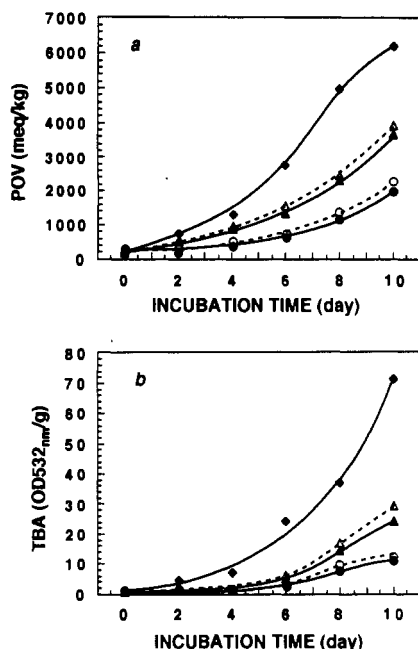 a
7000
6000
5000
4000
3000
2000
1000
0
POV (meq/kg)
0 2 4 6 8 10
INCUBATION TIME (day)
b
80
70
60
50
40
30
20
10
0
TBA (OD532nm/g)
0 2 4 6 8 10
INCUBATION TIME (day)